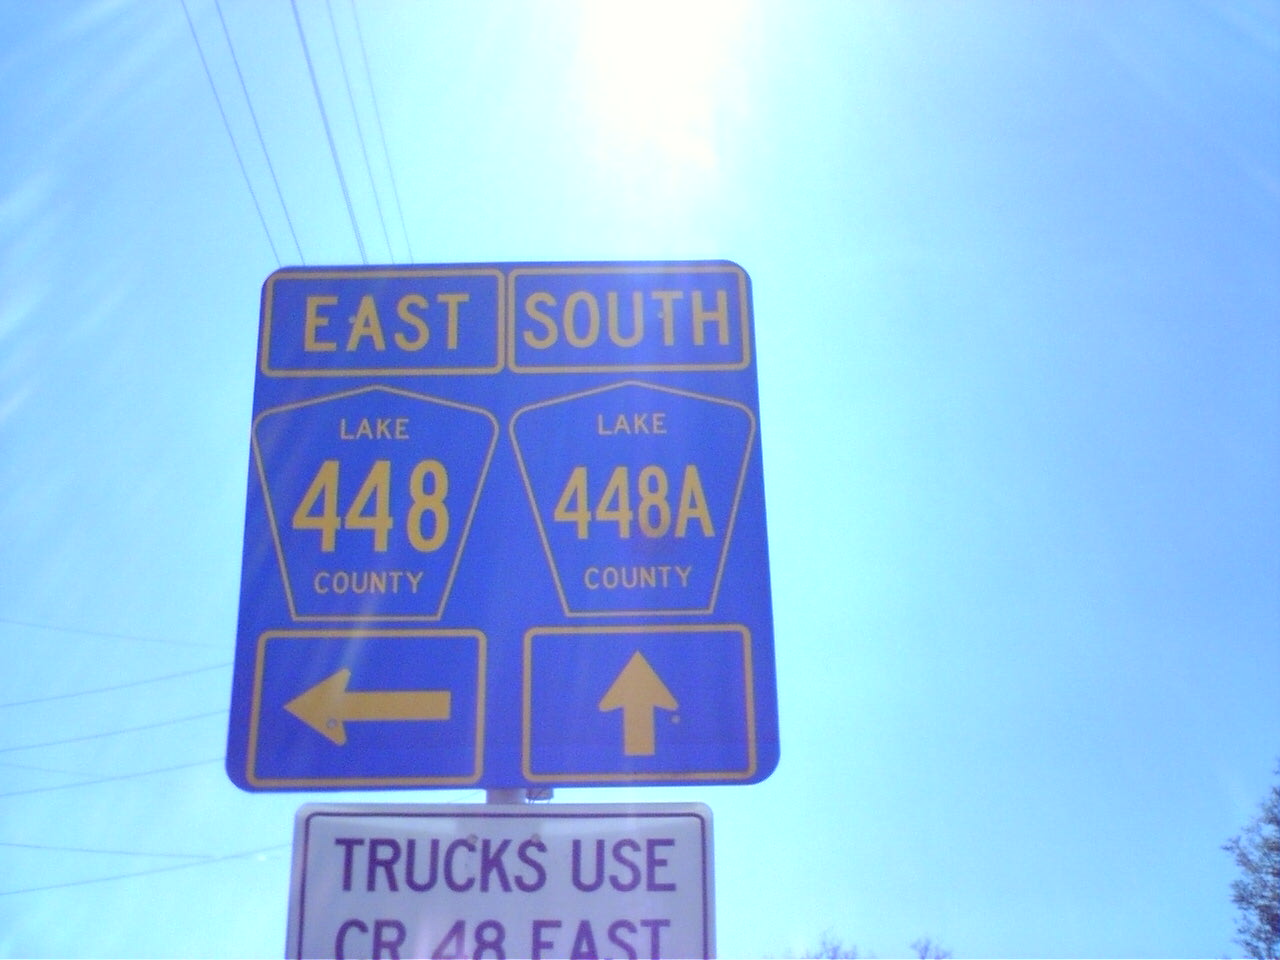 EAST SOUTH
LAKE LAKE
448 448A
COUNTY COUNTY
TRUCKS USE
CR 48 EAST